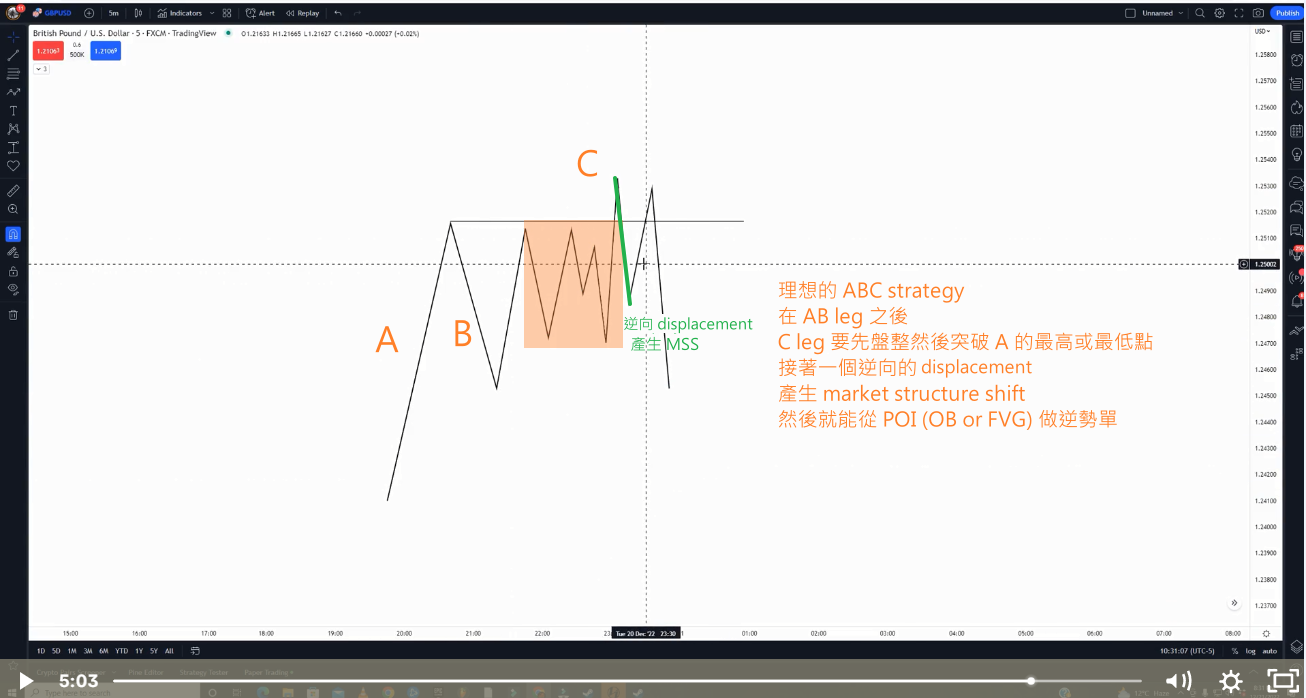 11
GBPUSD
5m
Indicators
Alert
Replay
Unnamed
Publish
British Pound / U.S. Dollar · 5 · FXCM · TradingView
O1.21633 H1.21665 L1.21627 C1.21660 +0.00027 (+0.02%)
USD
1.21063
0.6
500K
1.21069
3
1.25800
1.25700
1.25600
1.25500
1.25400
1.25300
1.25200
1.25100
1.25002
1.24900
1.24800
1.24700
1.24600
1.24500
1.24400
1.24300
1.24200
1.24100
1.24000
1.23900
1.23800
1.23700
C
A
B
逆向 displacement
產生 MSS
理想的 ABC strategy
在 AB leg 之後
C leg 要先盤整然後突破 A 的最高或最低點
接著一個逆向的 displacement
產生 market structure shift
然後就能從 POI (OB or FVG) 做逆勢單
15:00 16:00 17:00 18:00 19:00 20:00 21:00 22:00 Tue 20 Dec '22 23:30 01:00 02:00 03:00 04:00 05:00 06:00 07:00 08:00
1D 5D 1M 3M 6M YTD 1Y 5Y All
10:31:07 (UTC-5) % log auto
Pine Editor Strategy Tester Paper Trading
5:03
Type here to search
12°C Haze